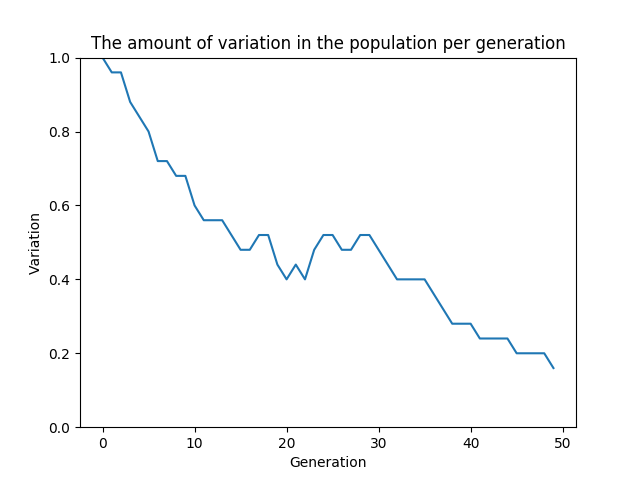 The amount of variation in the population per generation
1.0
0.8
0.6
0.4
0.2
0.0
Variation
0 10 20 30 40 50
Generation